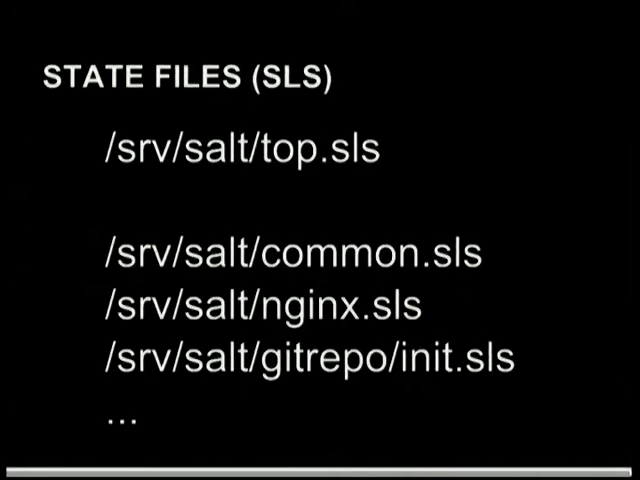 STATE FILES (SLS)
/srv/salt/top.sls
/srv/salt/common.sls
/srv/salt/nginx.sls
/srv/salt/gitrepo/init.sls
...